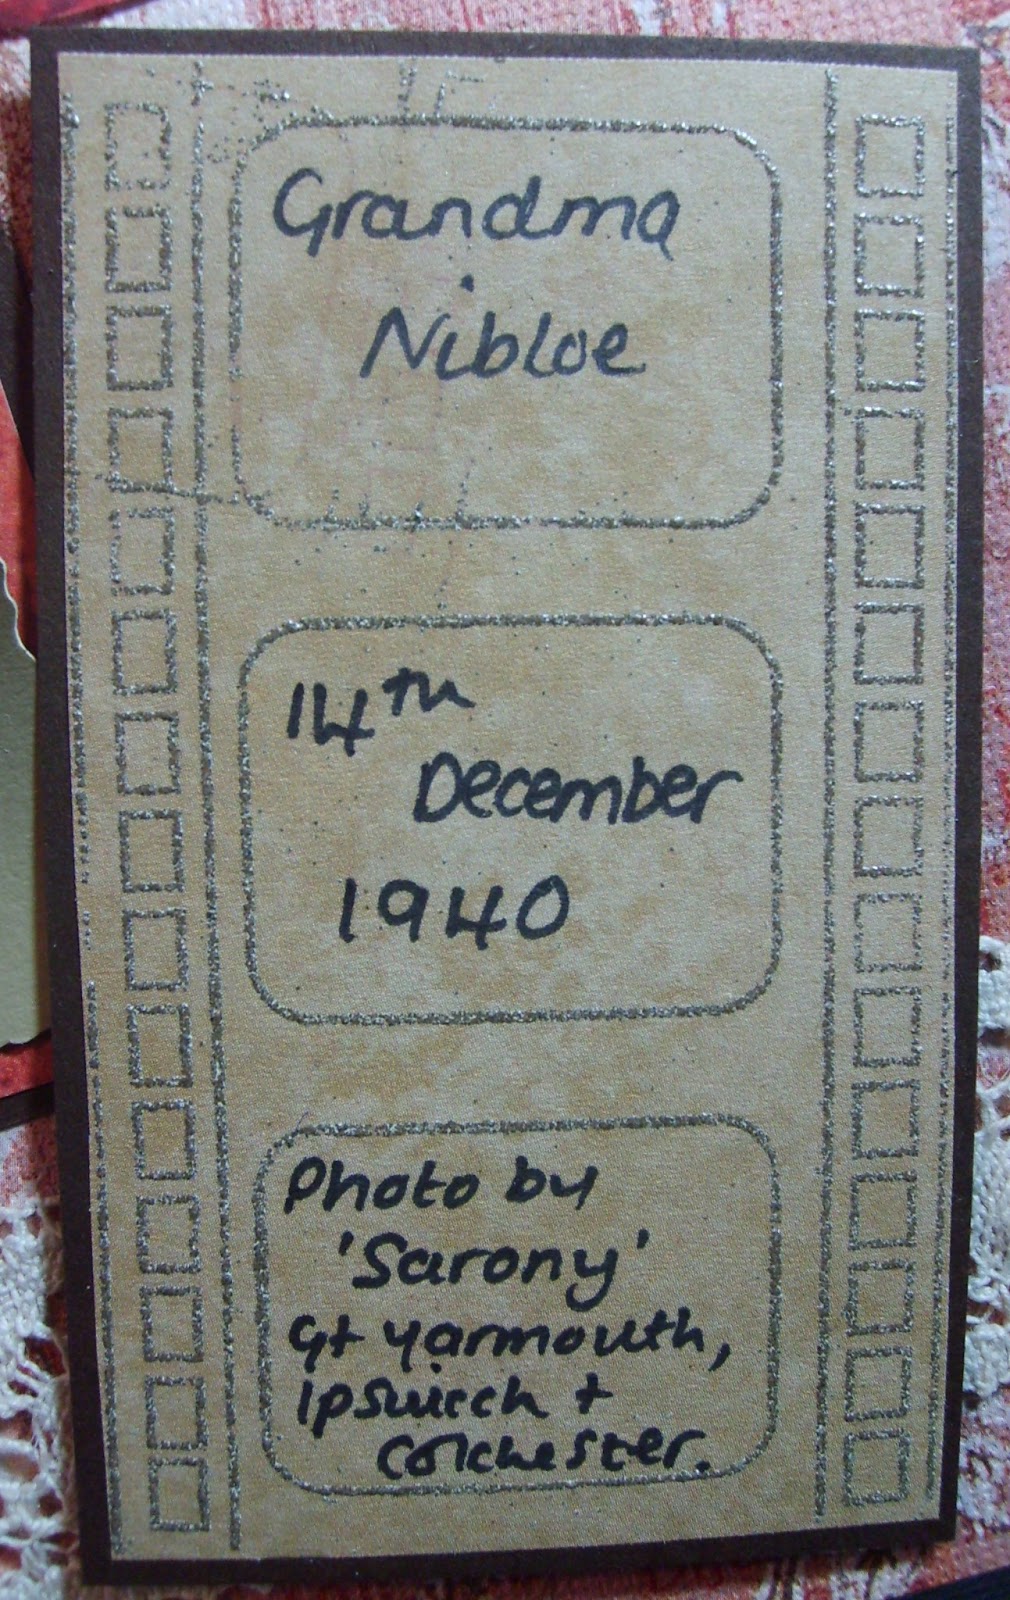 Grandma
Nibloe
14th
December
1940
Photo by
'Sarony'
Gt Yarmouth,
Ipswich +
Colchester.